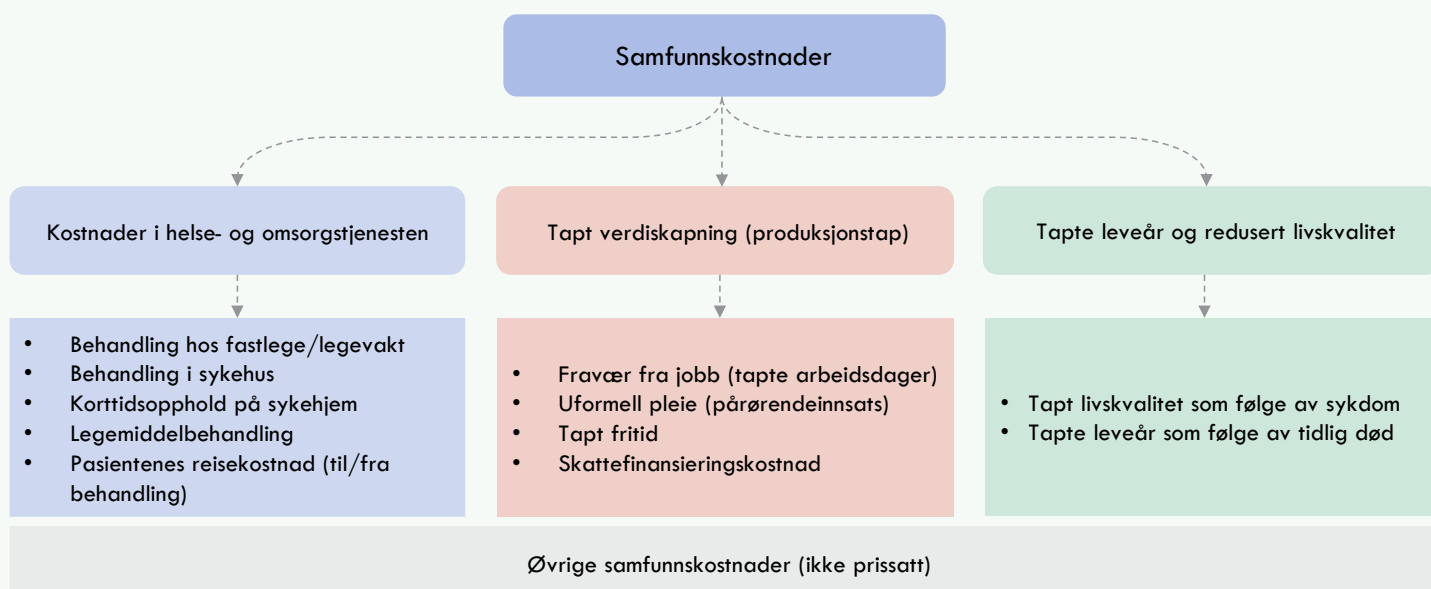 Samfunnskostnader
Kostnader i helse- og omsorgstjenesten
Tapt verdiskapning (produksjonstap)
Tapte leveår og redusert livskvalitet
• Behandling hos fastlege/legevakt
• Behandling i sykehus
• Korttidsopphold på sykehjem
• Legemiddelbehandling
• Pasientenes reisekostnad (til/fra
behandling)
• Fravær fra jobb (tapte arbeidsdager)
• Uformell pleie (pårørendeinnsats)
• Tapt fritid
• Skattefinansieringskostnad
• Tapt livskvalitet som følge av sykdom
• Tapte leveår som følge av tidlig død
Øvrige samfunnskostnader (ikke prissatt)